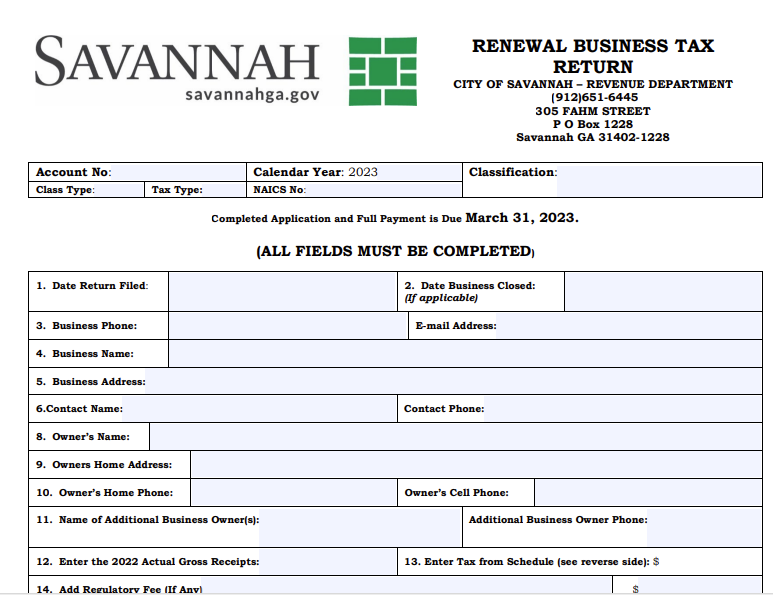 SAVANNAH
savannahga.gov
RENEWAL BUSINESS TAX
RETURN
CITY OF SAVANNAH – REVENUE DEPARTMENT
(912)651-6445
305 FAHM STREET
P O Box 1228
Savannah GA 31402-1228
Account No: Calendar Year: 2023 Classification:
Class Type: Tax Type: NAICS No:
Completed Application and Full Payment is Due March 31, 2023.
(ALL FIELDS MUST BE COMPLETED)
1. Date Return Filed: 2. Date Business Closed:
(If applicable)
3. Business Phone: E-mail Address:
4. Business Name:
5. Business Address:
6.Contact Name: Contact Phone:
8. Owner's Name:
9. Owners Home Address:
10. Owner's Home Phone: Owner's Cell Phone:
11. Name of Additional Business Owner(s): Additional Business Owner Phone:
12. Enter the 2022 Actual Gross Receipts: 13. Enter Tax from Schedule (see reverse side): $
14. Add Regulatory Fee (If Any) $